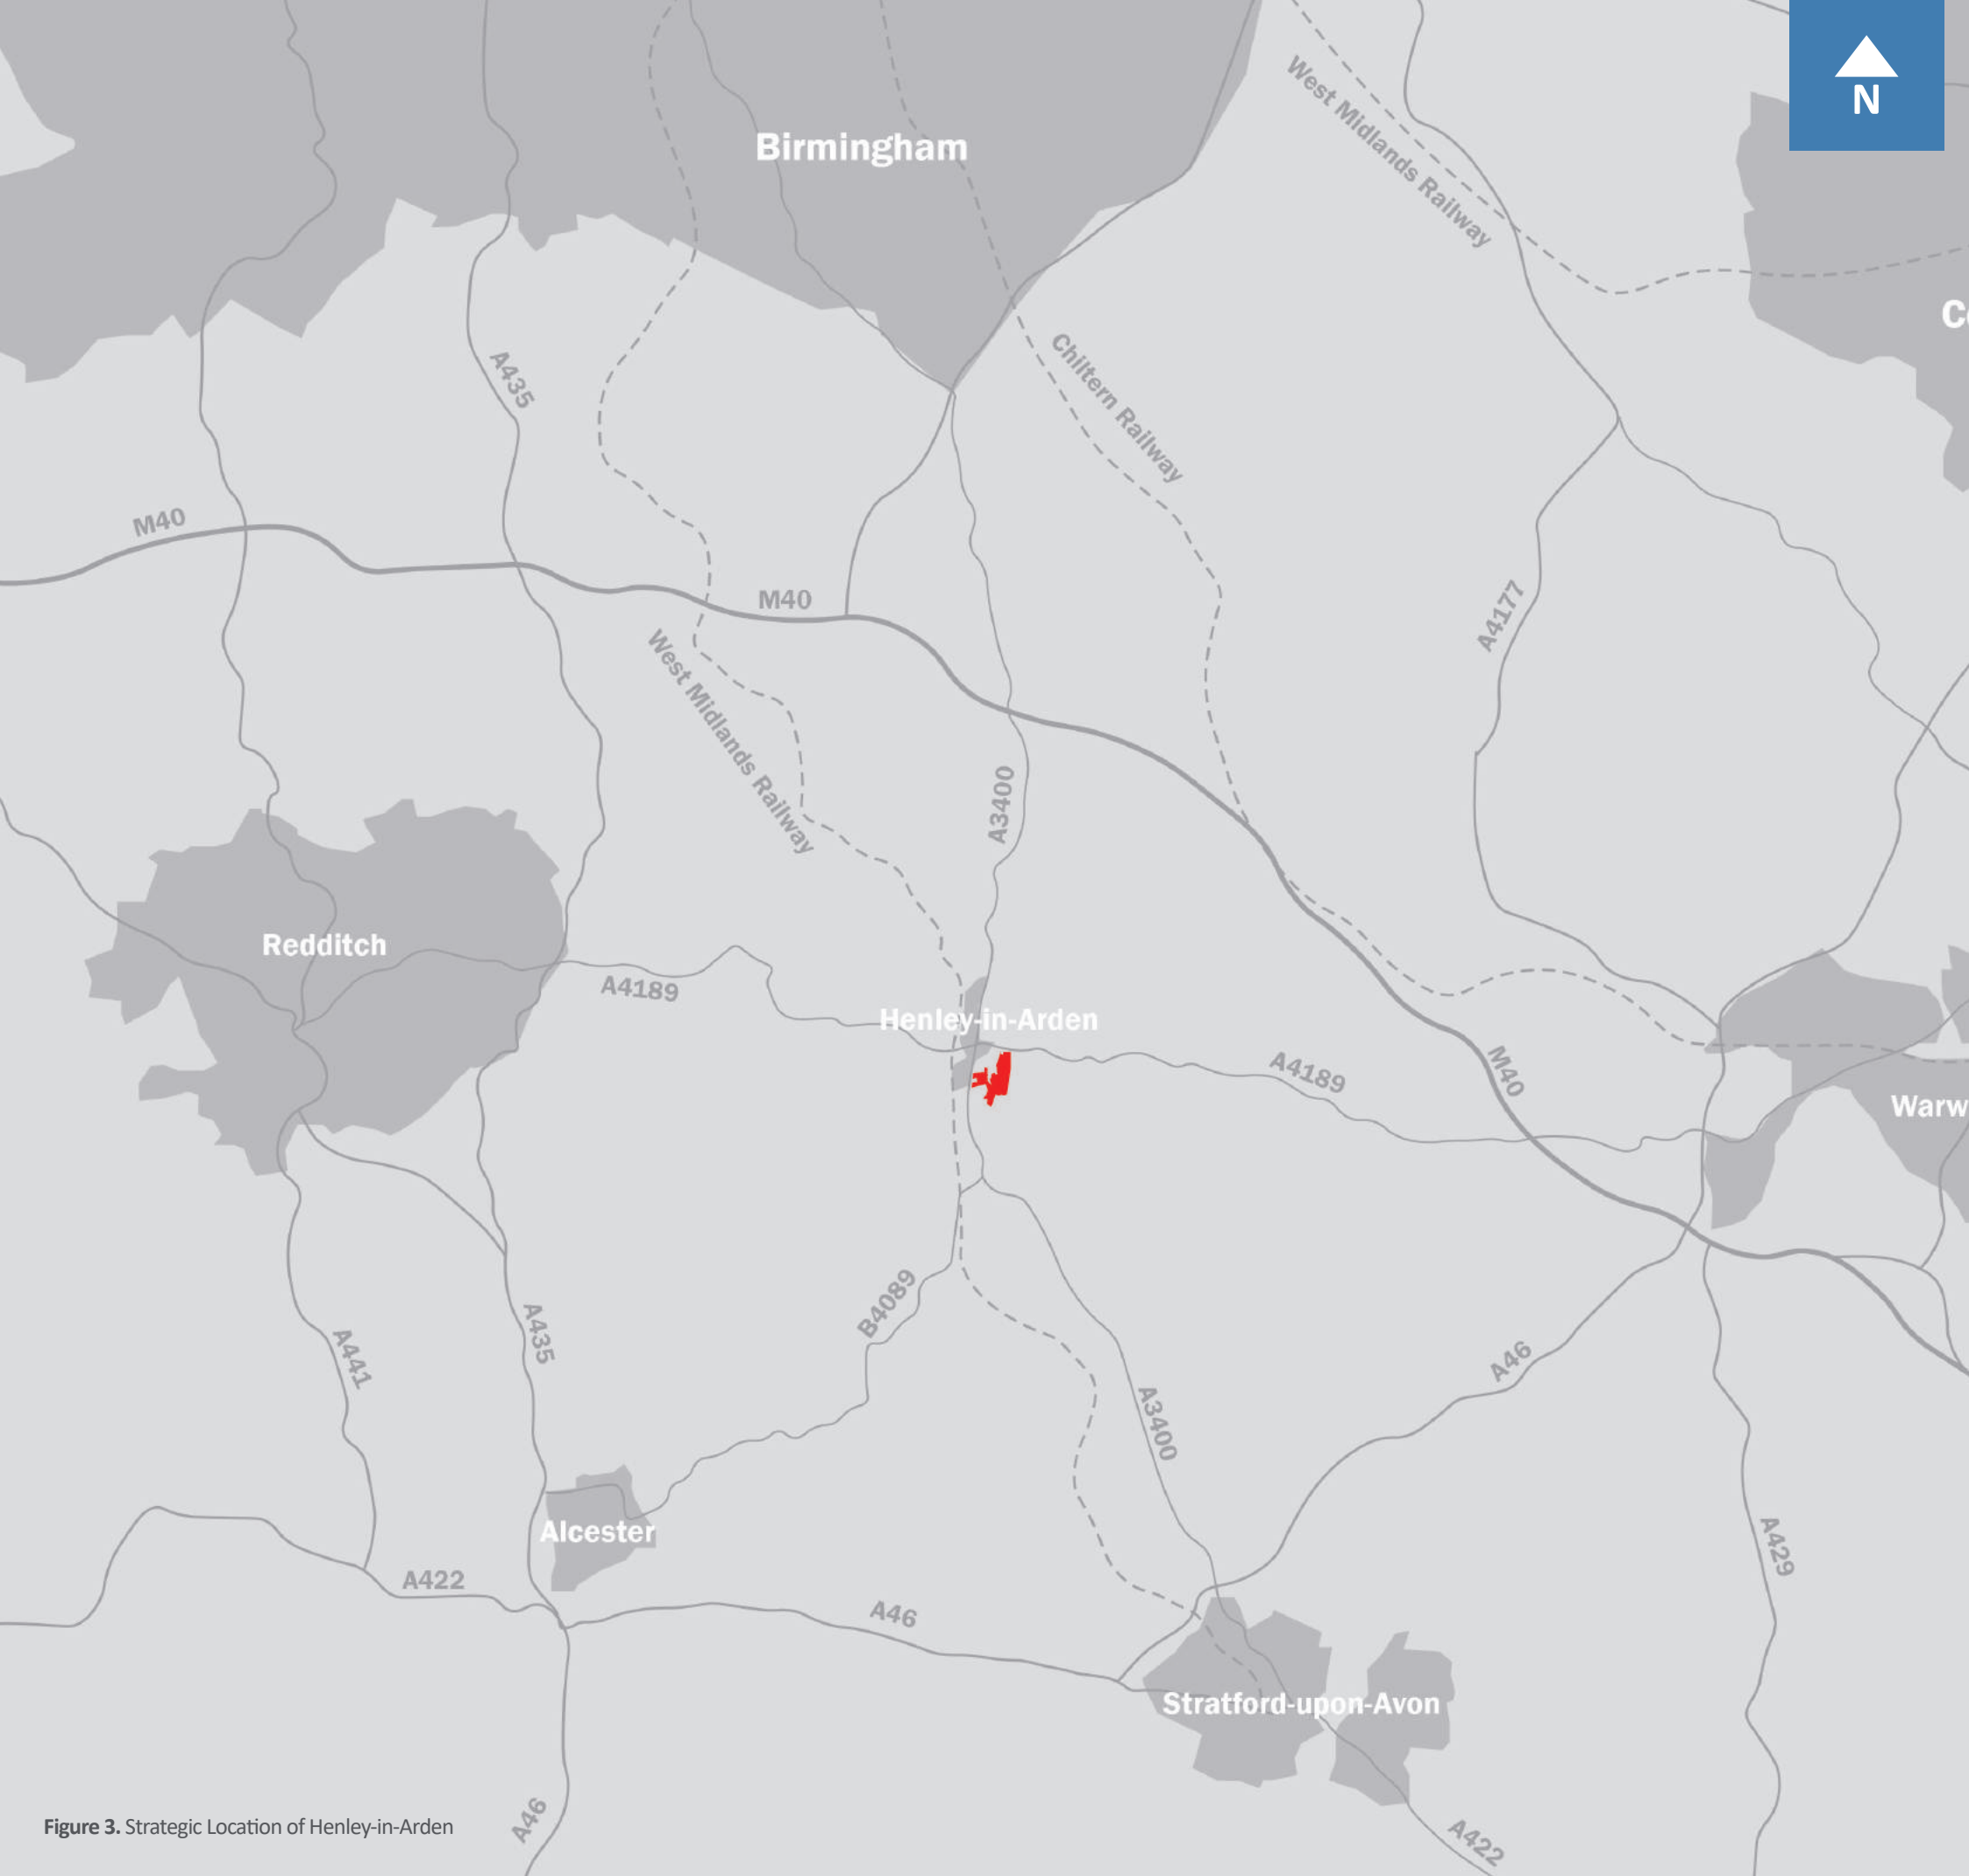 N
West Midlands Railway
Birmingham
Co
Chiltern Railway
A435
M40
M40
A4177
West Midlands Railway
A3400
Redditch
A4189
Henley-in-Arden
A4189
M40
Warw
B4089
A435
A441
A46
A3400
Alcester
A422
A46
A429
Stratford-upon-Avon
A46
A422
Figure 3. Strategic Location of Henley-in-Arden